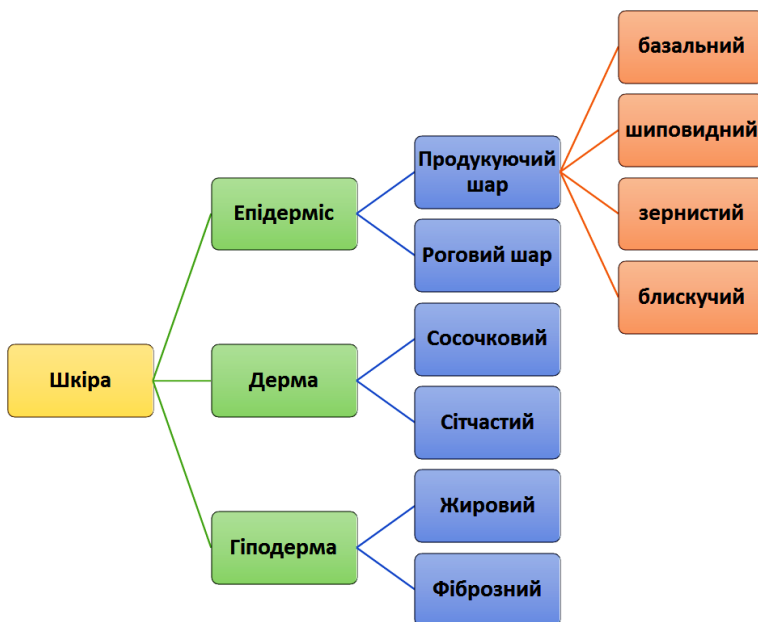 Шкіра
Епідерміс
Продукуючий
шар
базальний
шиповидний
зернистий
блискучий
Роговий шар
Дерма
Сосочковий
Сітчастий
Гіподерма
Жировий
Фіброзний